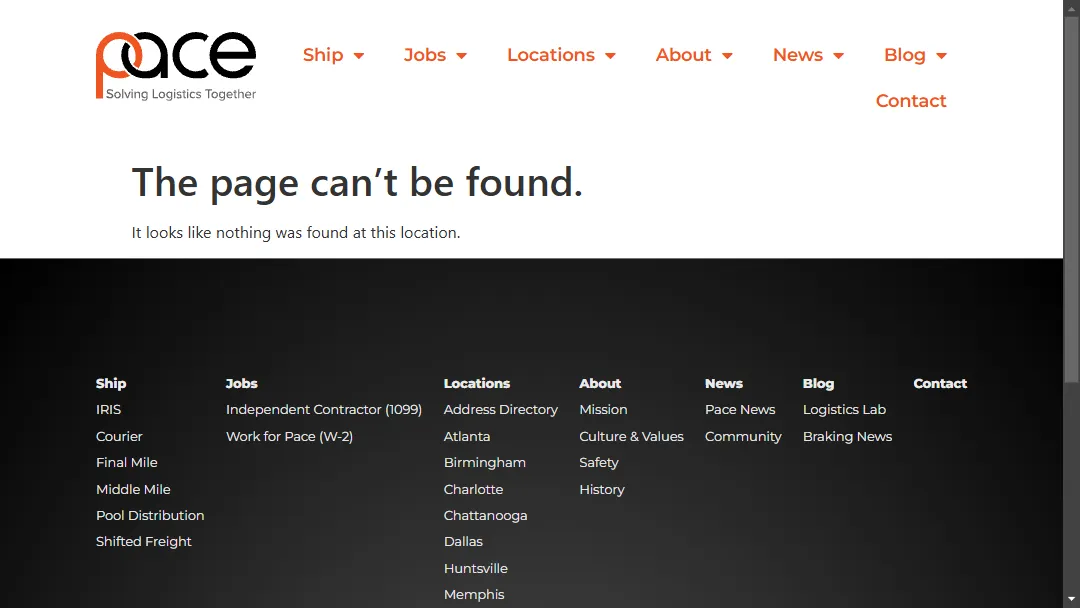 pace
Solving Logistics Together
Ship
Jobs
Locations
About
News
Blog
Contact
The page can’t be found.
It looks like nothing was found at this location.
Ship
IRIS
Courier
Final Mile
Middle Mile
Pool Distribution
Shifted Freight
Jobs
Independent Contractor (1099)
Work for Pace (W-2)
Locations
Address Directory
Atlanta
Birmingham
Charlotte
Chattanooga
Dallas
Huntsville
Memphis
About
Mission
Culture & Values
Safety
History
News
Pace News
Community
Blog
Logistics Lab
Braking News
Contact